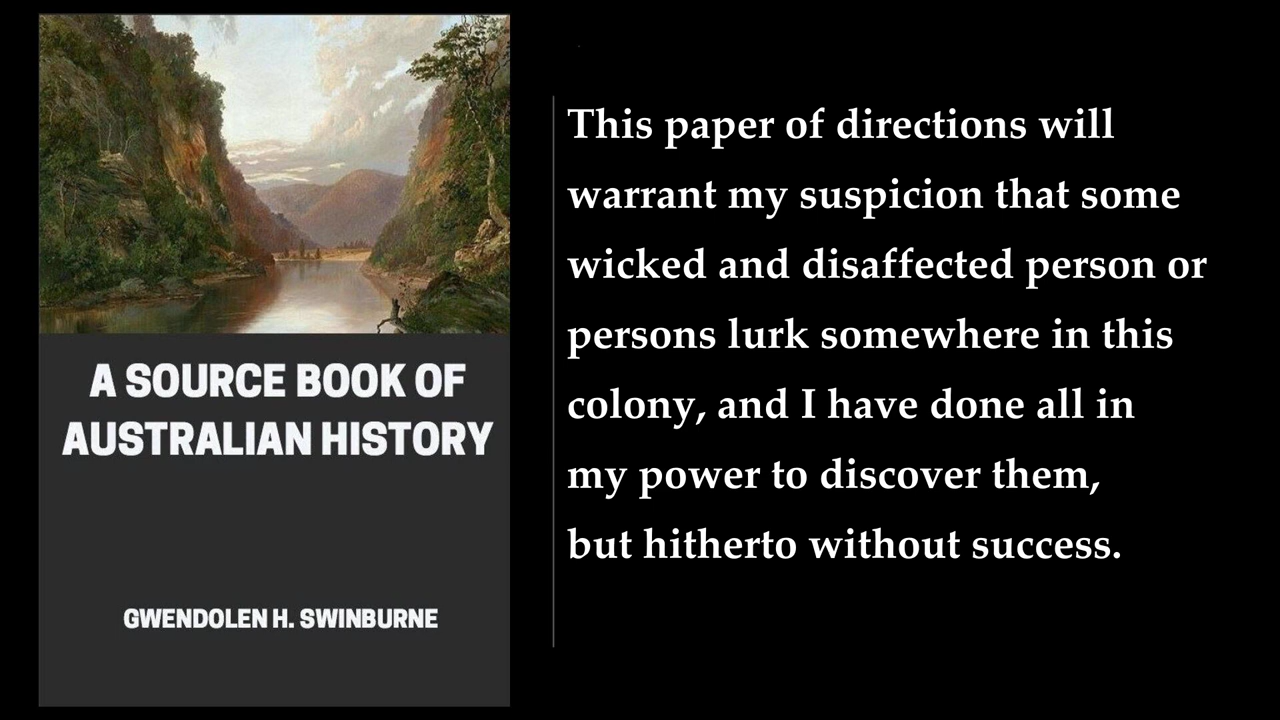 A SOURCE BOOK OF
AUSTRALIAN HISTORY
GWENDOLEN H. SWINBURNE
This paper of directions will
warrant my suspicion that some
wicked and disaffected person or
persons lurk somewhere in this
colony, and I have done all in
my power to discover them,
but hitherto without success.